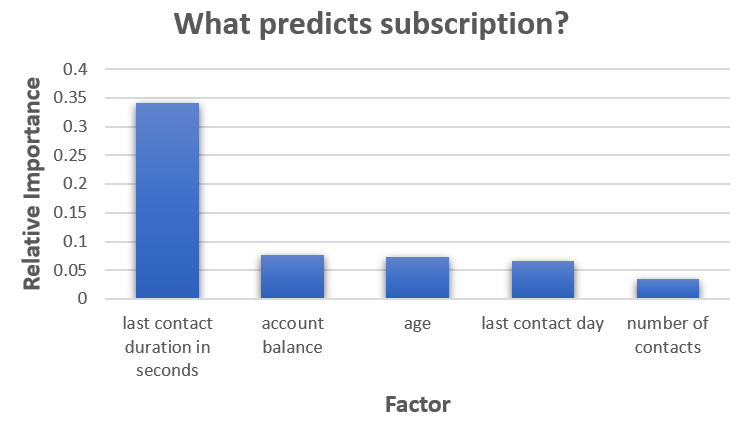 What predicts subscription?
Relative Importance
0.4
0.35
0.3
0.25
0.2
0.15
0.1
0.05
0
last contact
duration in
seconds
account
balance
age
last contact day
number of
contacts
Factor